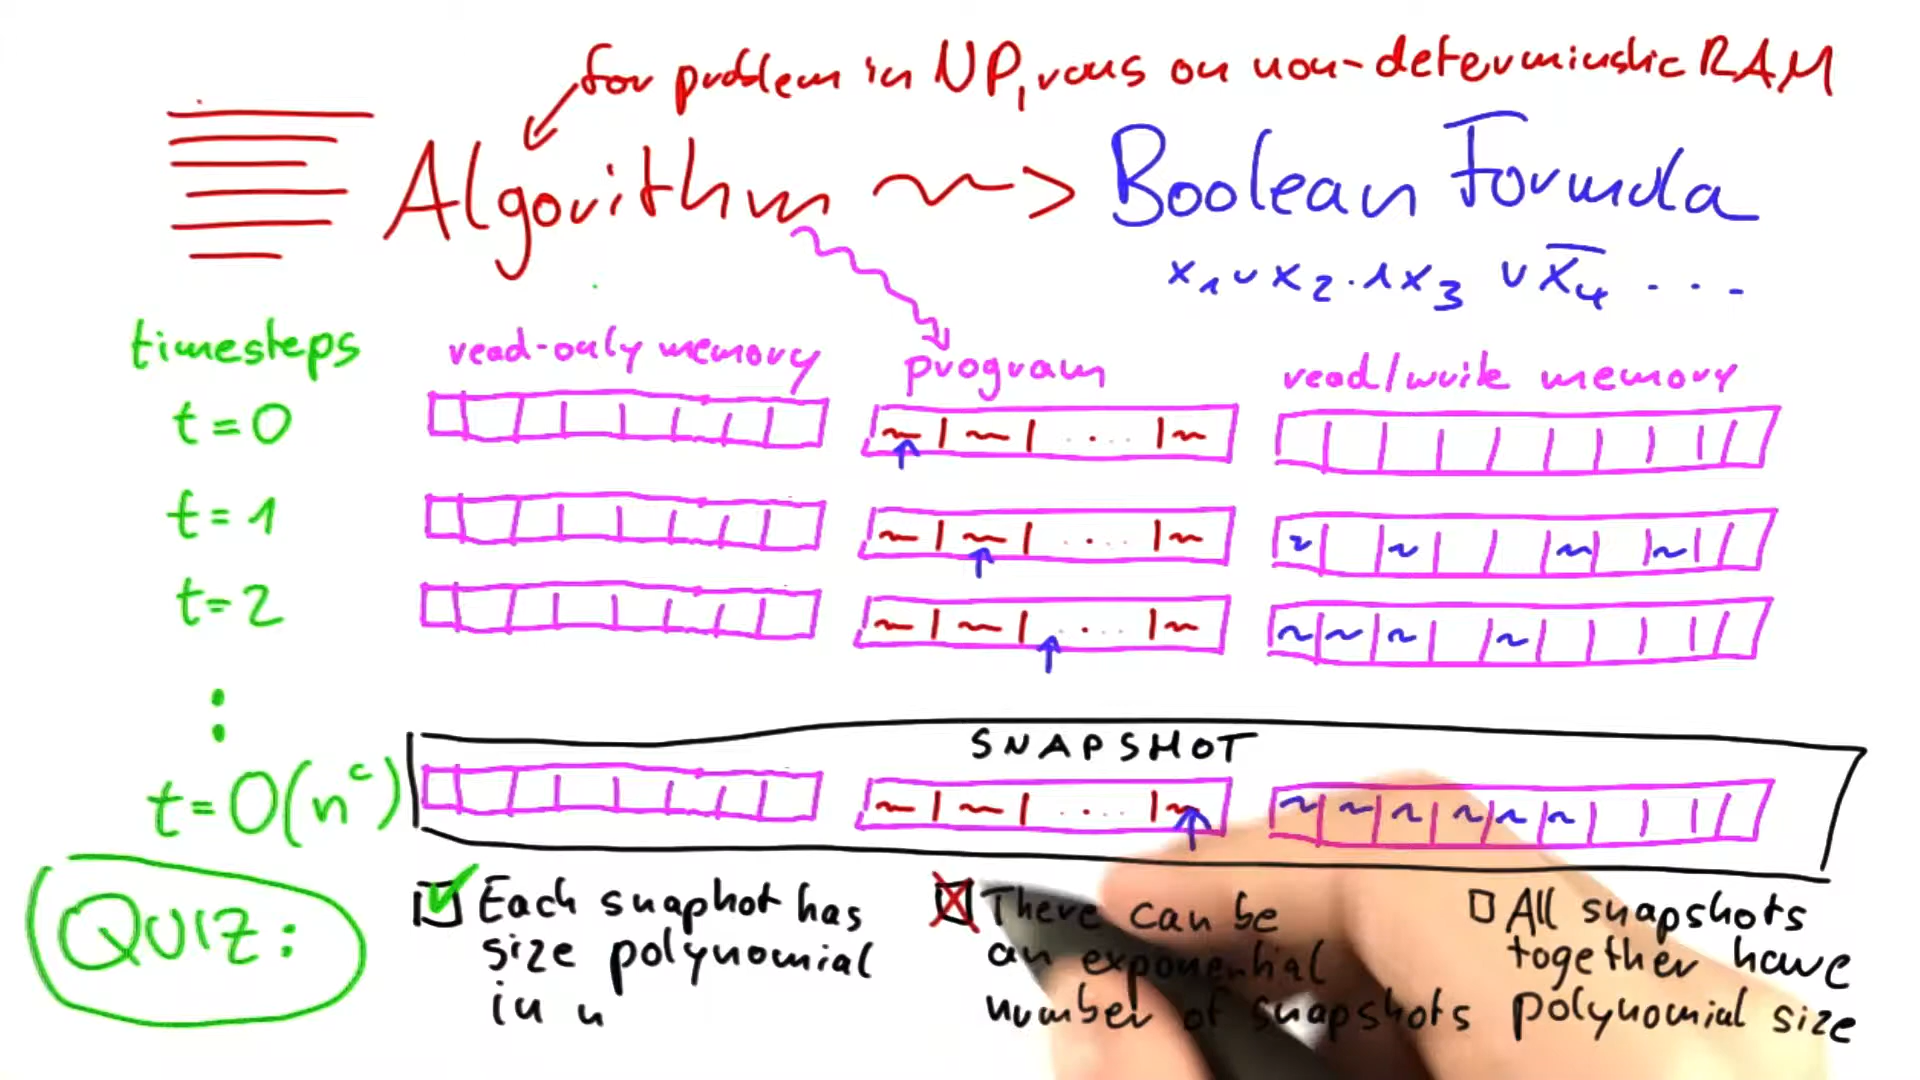 for problem in NP, runs on non-deterministic RAM
Algorithm ~> Boolean Formula
x1 ∨ x2 · ∧ x3 ∨ x̄4 . . .
timesteps
read-only memory
program
read/write memory
t=0
t=1
t=2
SNAPSHOT
t=O(n^c)
QUIZ:
Each snaphot has
size polynomial
in n
There can be
an exponential
number of snapshots
All snapshots
together have
polynomial size